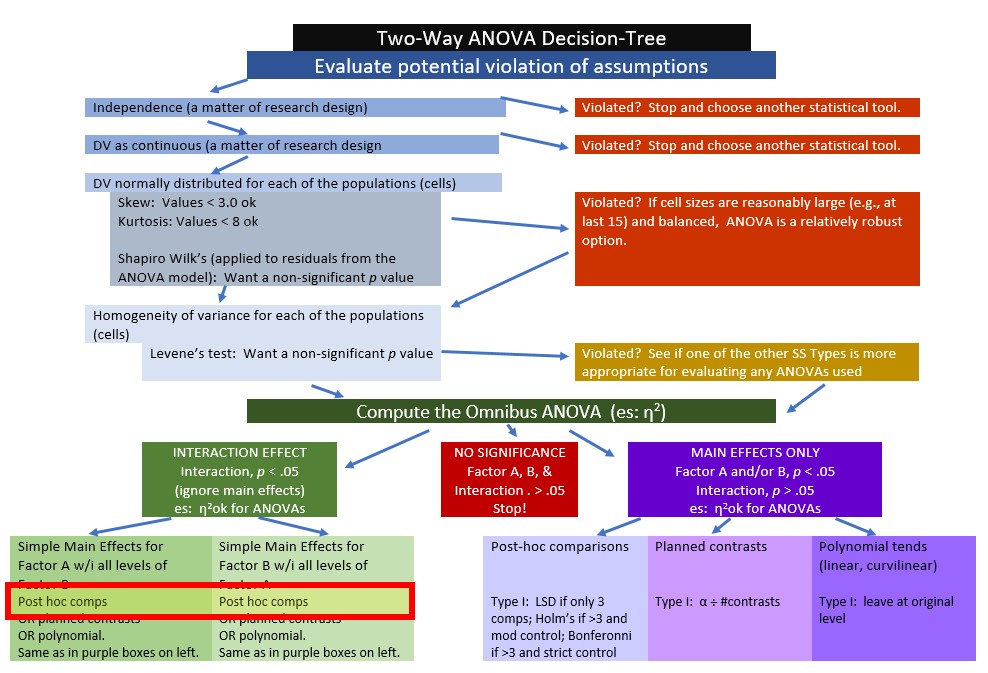 Two-Way ANOVA Decision-Tree
Evaluate potential violation of assumptions
Independence (a matter of research design)
Violated? Stop and choose another statistical tool.
DV as continuous (a matter of research design
Violated? Stop and choose another statistical tool.
DV normally distributed for each of the populations (cells)
Skew: Values < 3.0 ok
Kurtosis: Values < 8 ok
Shapiro Wilk's (applied to residuals from the
ANOVA model): Want a non-significant p value
Violated? If cell sizes are reasonably large (e.g., at
last 15) and balanced, ANOVA is a relatively robust
option.
Homogeneity of variance for each of the populations
(cells)
Levene's test: Want a non-significant p value
Violated? See if one of the other SS Types is more
appropriate for evaluating any ANOVAs used
Compute the Omnibus ANOVA (es: η²)
INTERACTION EFFECT
Interaction, p < .05
(ignore main effects)
es: η²ok for ANOVAs
NO SIGNIFICANCE
Factor A, B, &
Interaction . > .05
Stop!
MAIN EFFECTS ONLY
Factor A and/or B, p < .05
Interaction, p > .05
es: η²ok for ANOVAs
Simple Main Effects for
Factor A w/i all levels of
Factor B
Post hoc comps
OR planned contrasts
OR polynomial.
Same as in purple boxes on left.
Simple Main Effects for
Factor B w/i all levels of
Factor A
Post hoc comps
OR planned contrasts
OR polynomial.
Same as in purple boxes on left.
Post-hoc comparisons
Type I: LSD if only 3
comps; Holm's if >3 and
mod control; Bonferonni
if >3 and strict control
Planned contrasts
Type I: α ÷ #contrasts
Polynomial tends
(linear, curvilinear)
Type I: leave at original
level